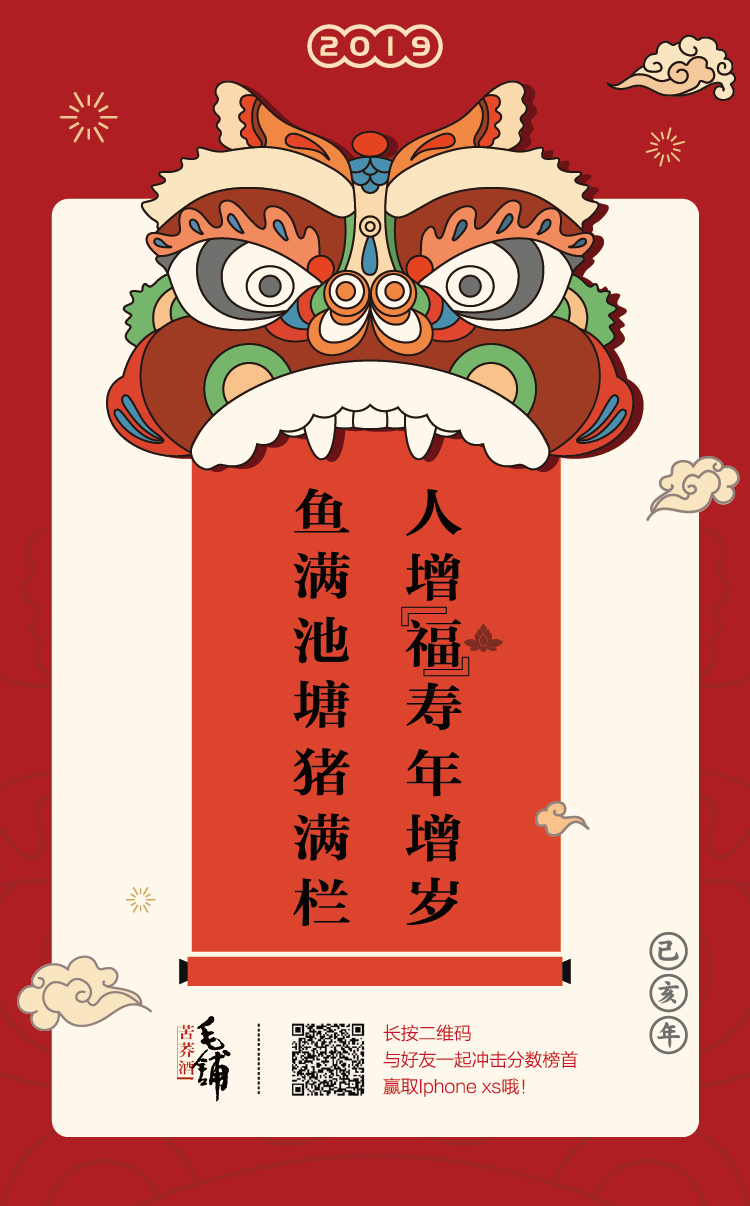 2019
人增『福』寿年增岁
鱼满池塘猪满栏
己亥年
毛铺
苦荞酒
长按二维码
与好友一起冲击分数榜首
赢取Iphone xs哦！